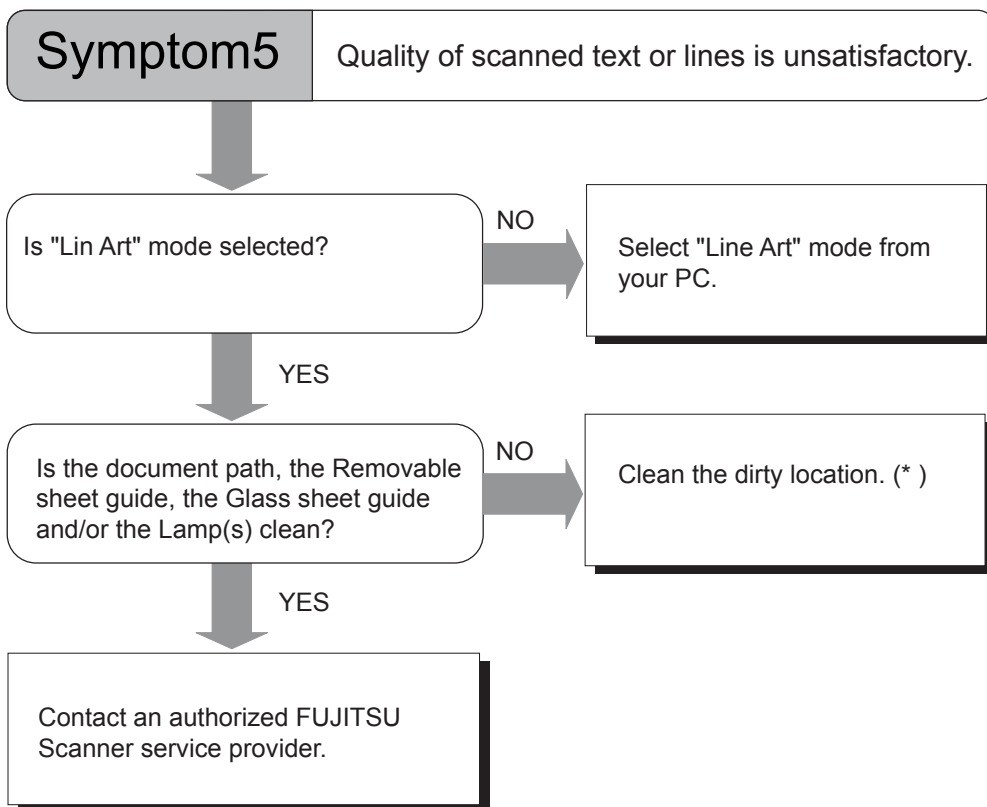 Symptom5
Quality of scanned text or lines is unsatisfactory.
Is "Lin Art" mode selected?
NO
Select "Line Art" mode from
your PC.
YES
Is the document path, the Removable
sheet guide, the Glass sheet guide
and/or the Lamp(s) clean?
NO
Clean the dirty location. (* )
YES
Contact an authorized FUJITSU
Scanner service provider.